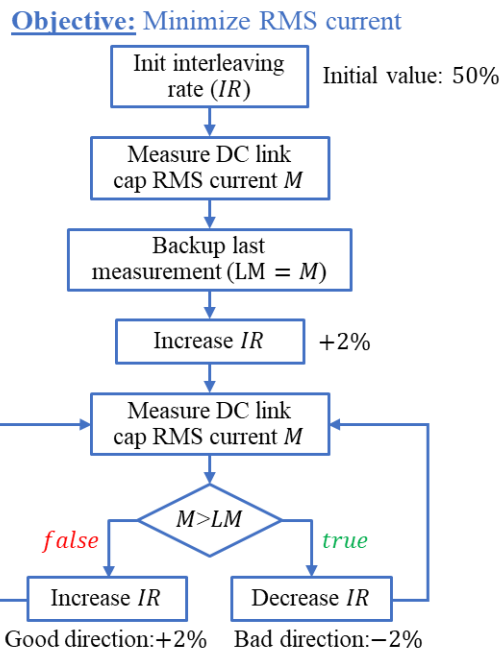 Objective: Minimize RMS current
Init interleaving
rate (IR)
Initial value: 50%
Measure DC link
cap RMS current M
Backup last
measurement (LM = M)
Increase IR
+2%
Measure DC link
cap RMS current M
M>LM
false
true
Increase IR
Decrease IR
Good direction:+2%
Bad direction:−2%